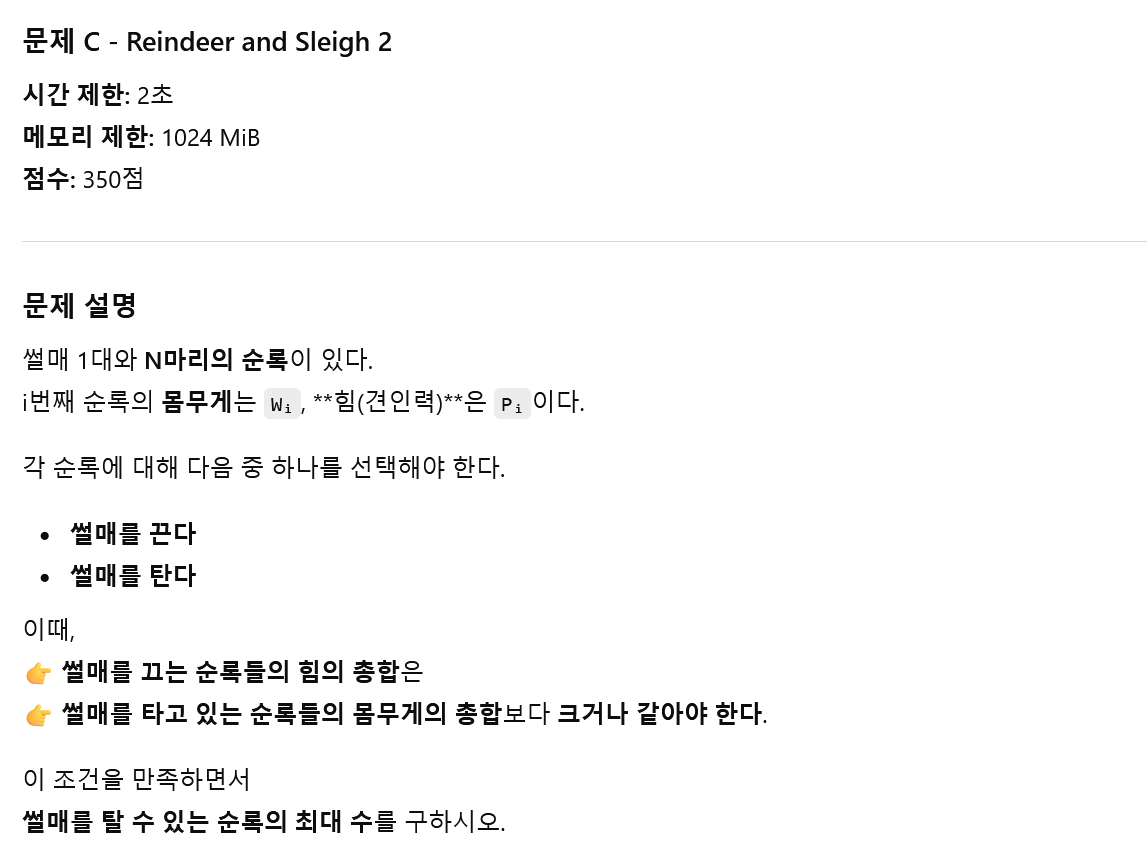 문제 C - Reindeer and Sleigh 2
시간 제한: 2초
메모리 제한: 1024 MiB
점수: 350점
문제 설명
썰매 1대와 N마리의 순록이 있다.
i번째 순록의 몸무게는 Wᵢ, **힘(견인력)**은 Pᵢ이다.
각 순록에 대해 다음 중 하나를 선택해야 한다.
• 썰매를 끈다
• 썰매를 탄다
이때,
👉 썰매를 끄는 순록들의 힘의 총합은
👉 썰매를 타고 있는 순록들의 몸무게의 총합보다 크거나 같아야 한다.
이 조건을 만족하면서
썰매를 탈 수 있는 순록의 최대 수를 구하시오.